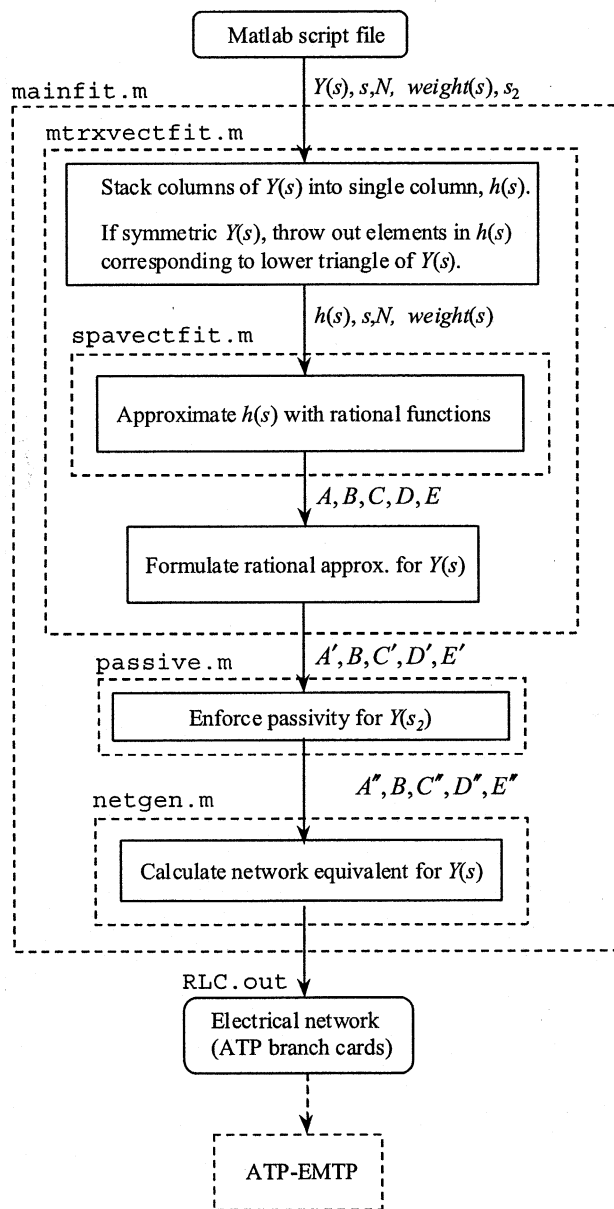 Matlab script file
mainfit.m
Y(s), s,N, weight(s), s₂
mtrxvectfit.m
Stack columns of Y(s) into single column, h(s).
If symmetric Y(s), throw out elements in h(s)
corresponding to lower triangle of Y(s).
h(s), s,N, weight(s)
spavectfit.m
Approximate h(s) with rational functions
A, B, C, D, E
Formulate rational approx. for Y(s)
A′, B, C′, D′, E′
passive.m
Enforce passivity for Y(s₂)
A″, B, C″, D″, E″
netgen.m
Calculate network equivalent for Y(s)
RLC.out
Electrical network
(ATP branch cards)
ATP-EMTP